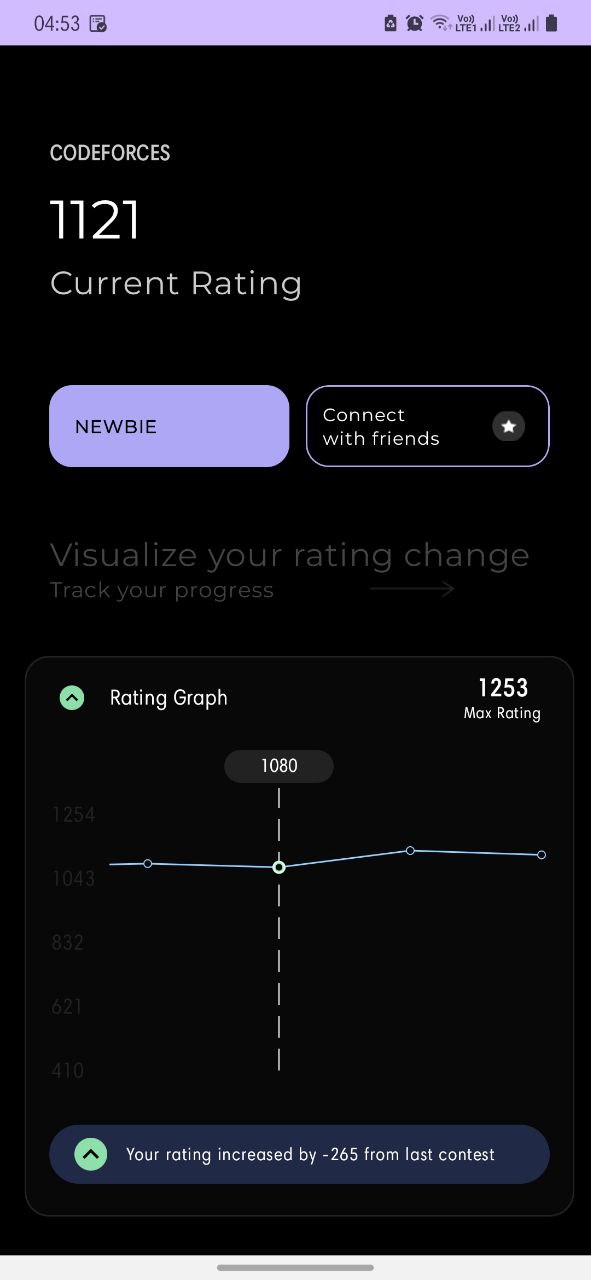 04:53
Vo)) LTE1 Vo)) LTE2
CODEFORCES
1121
Current Rating
NEWBIE
Connect
with friends
Visualize your rating change
Track your progress
Rating Graph
1253
Max Rating
1080
1254
1043
832
621
410
Your rating increased by -265 from last contest